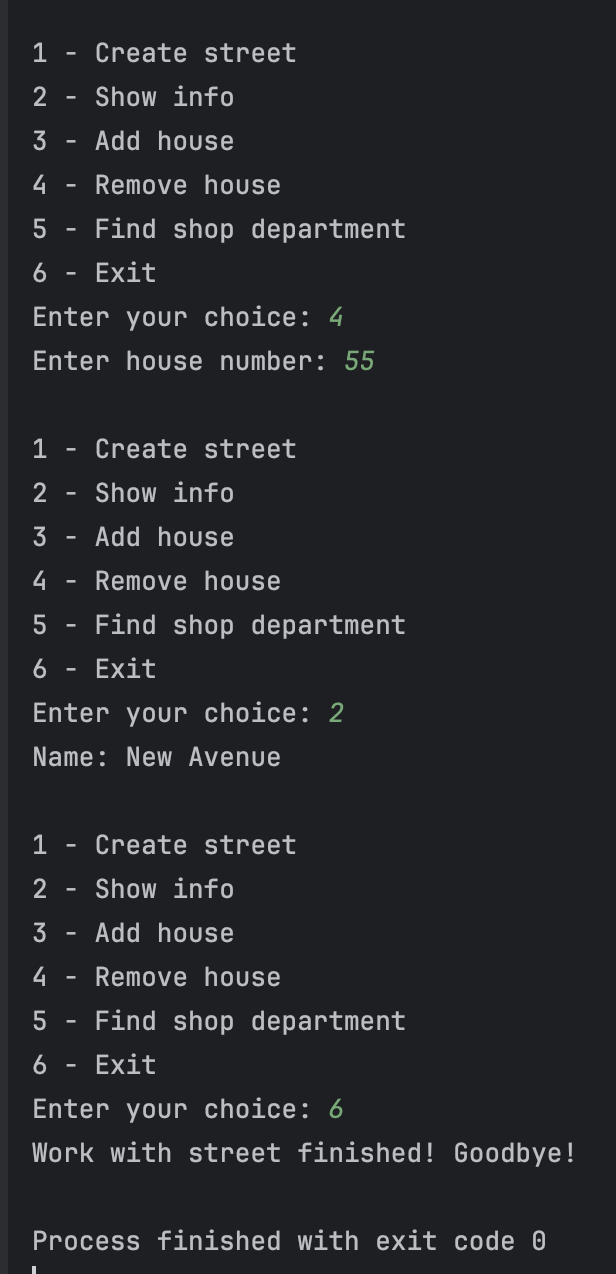 1 - Create street
2 - Show info
3 - Add house
4 - Remove house
5 - Find shop department
6 - Exit
Enter your choice: 4
Enter house number: 55
1 - Create street
2 - Show info
3 - Add house
4 - Remove house
5 - Find shop department
6 - Exit
Enter your choice: 2
Name: New Avenue
1 - Create street
2 - Show info
3 - Add house
4 - Remove house
5 - Find shop department
6 - Exit
Enter your choice: 6
Work with street finished! Goodbye!
Process finished with exit code 0